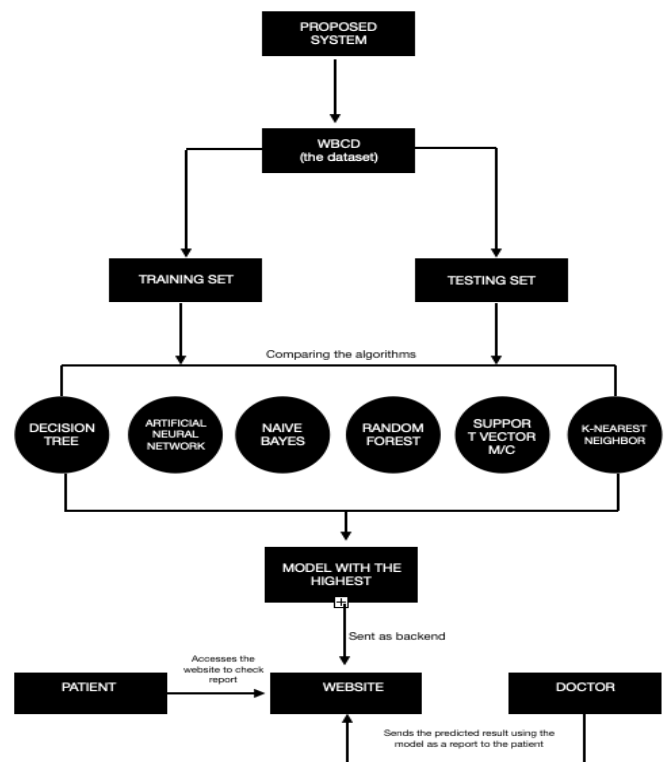 PROPOSED
SYSTEM
WBCD
(the dataset)
TRAINING SET
TESTING SET
Comparing the algorithms
DECISION
TREE
ARTIFICIAL
NEURAL
NETWORK
NAIVE
BAYES
RANDOM
FOREST
SUPPOR
T VECTOR
M/C
K-NEAREST
NEIGHBOR
MODEL WITH THE
HIGHEST
Sent as backend
Accesses the
website to check
report
PATIENT
WEBSITE
DOCTOR
Sends the predicted result using the
model as a report to the patient